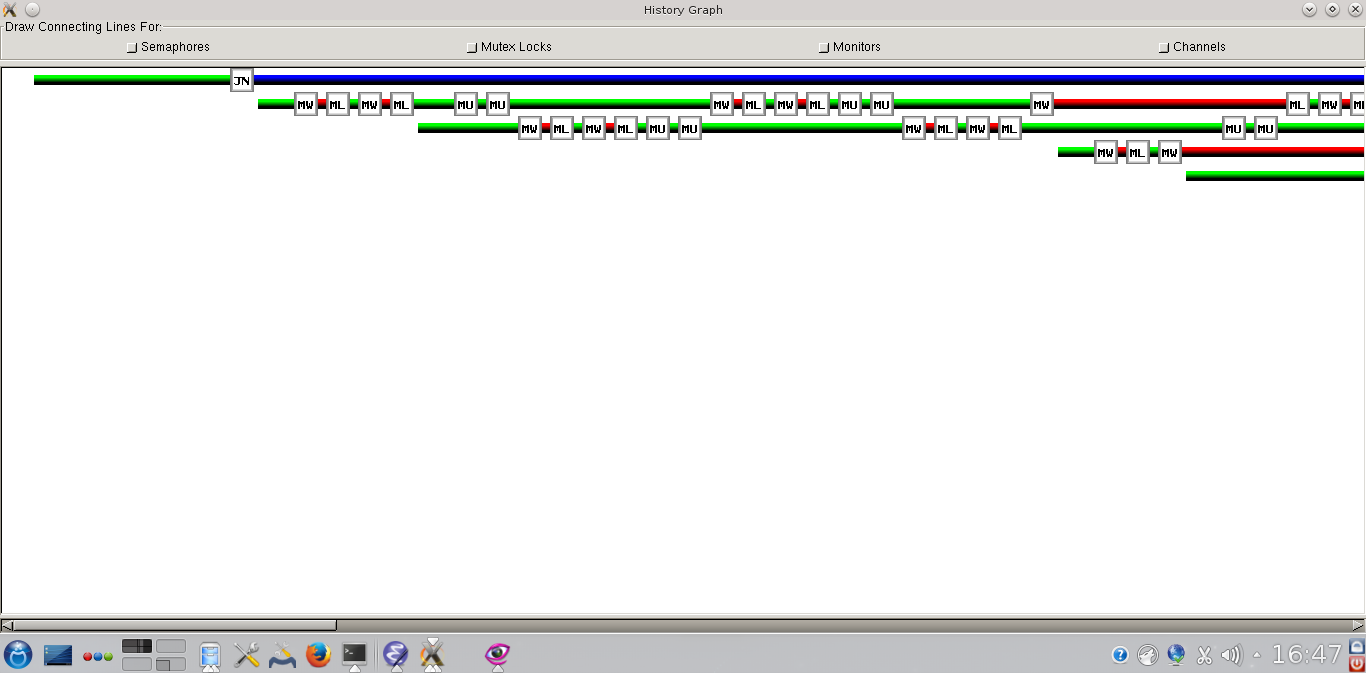 History Graph
Draw Connecting Lines For:
Semaphores Mutex Locks Monitors Channels
JN
MW ML MW ML MU MU MW ML MW ML MU MU MW ML MW
MW ML MW ML MU MU MW ML MW ML MU MU
MW ML MW
16:47